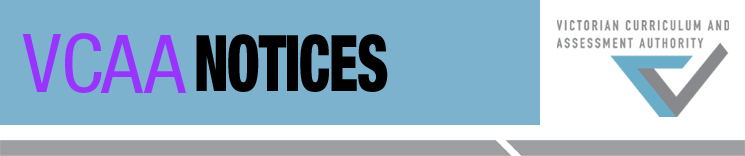 VCAA NOTICES
VICTORIAN CURRICULUM AND
ASSESSMENT AUTHORITY